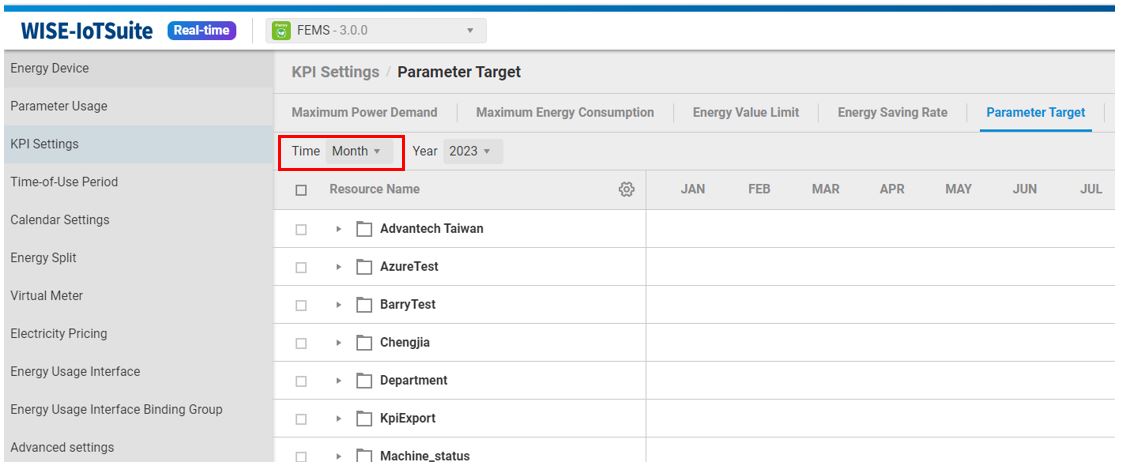 WISE-IoTSuite Real-time FEMS - 3.0.0
Energy Device
Parameter Usage
KPI Settings
Time-of-Use Period
Calendar Settings
Energy Split
Virtual Meter
Electricity Pricing
Energy Usage Interface
Energy Usage Interface Binding Group
Advanced settings
KPI Settings / Parameter Target
Maximum Power Demand Maximum Energy Consumption Energy Value Limit Energy Saving Rate Parameter Target
Time Month Year 2023
Resource Name JAN FEB MAR APR MAY JUN JUL
Advantech Taiwan
AzureTest
BarryTest
Chengjia
Department
KpiExport
Machine_status